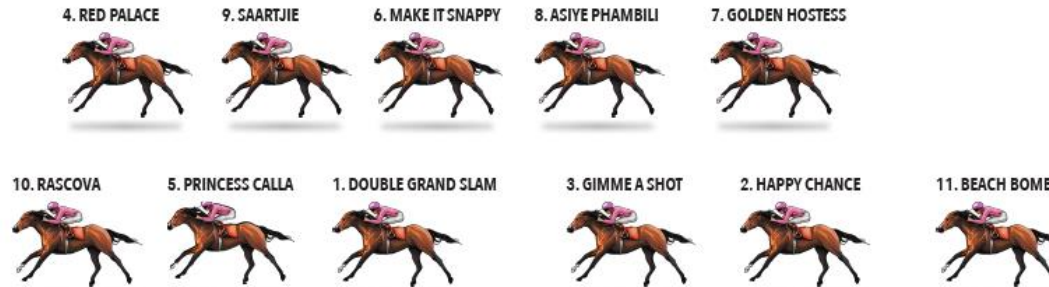 4. RED PALACE 9. SAARTJIE 6. MAKE IT SNAPPY 8. ASIYE PHAMBILI 7. GOLDEN HOSTESS
10. RASCOVA 5. PRINCESS CALLA 1. DOUBLE GRAND SLAM 3. GIMME A SHOT 2. HAPPY CHANCE 11. BEACH BOMB